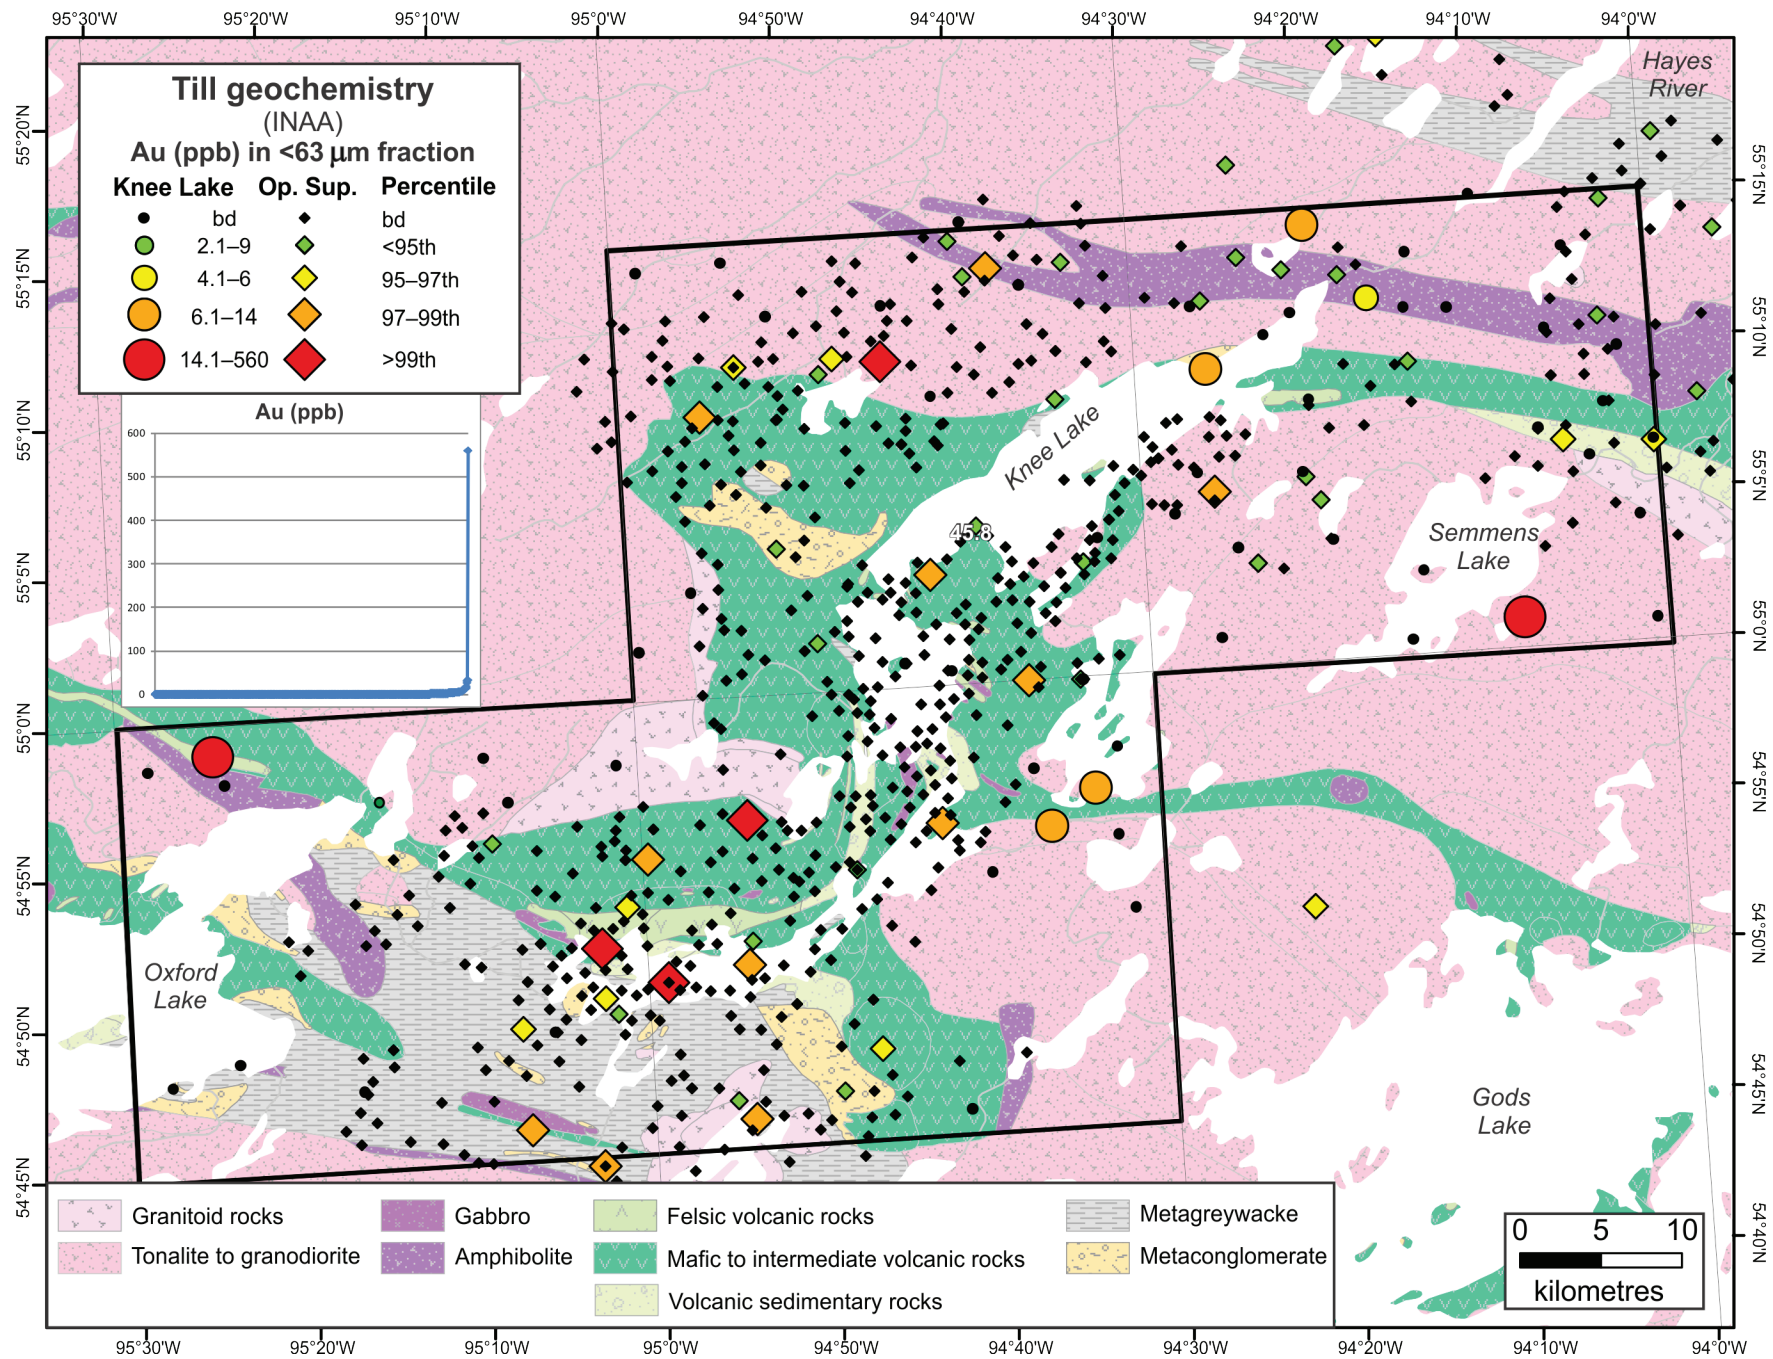 95°30'W 95°20'W 95°10'W 95°0'W 94°50'W 94°40'W 94°30'W 94°20'W 94°10'W 94°0'W
Hayes
River
Till geochemistry
(INAA)
Au (ppb) in <63 µm fraction
Knee Lake Op. Sup. Percentile
bd bd
2.1–9 <95th
4.1–6 95–97th
6.1–14 97–99th
14.1–560 >99th
Au (ppb)
600
500
400
300
200
100
0
55°20'N
55°15'N
55°10'N
55°5'N
55°0'N
54°55'N
54°50'N
54°45'N
55°15'N
55°10'N
55°5'N
55°0'N
54°55'N
54°50'N
54°45'N
54°40'N
Knee Lake
45.8
Semmens
Lake
Oxford
Lake
Gods
Lake
Granitoid rocks
Gabbro
Felsic volcanic rocks
Metagreywacke
Tonalite to granodiorite
Amphibolite
Mafic to intermediate volcanic rocks
Metaconglomerate
Volcanic sedimentary rocks
0 5 10
kilometres
95°30'W 95°20'W 95°10'W 95°0'W 94°50'W 94°40'W 94°30'W 94°20'W 94°10'W 94°0'W